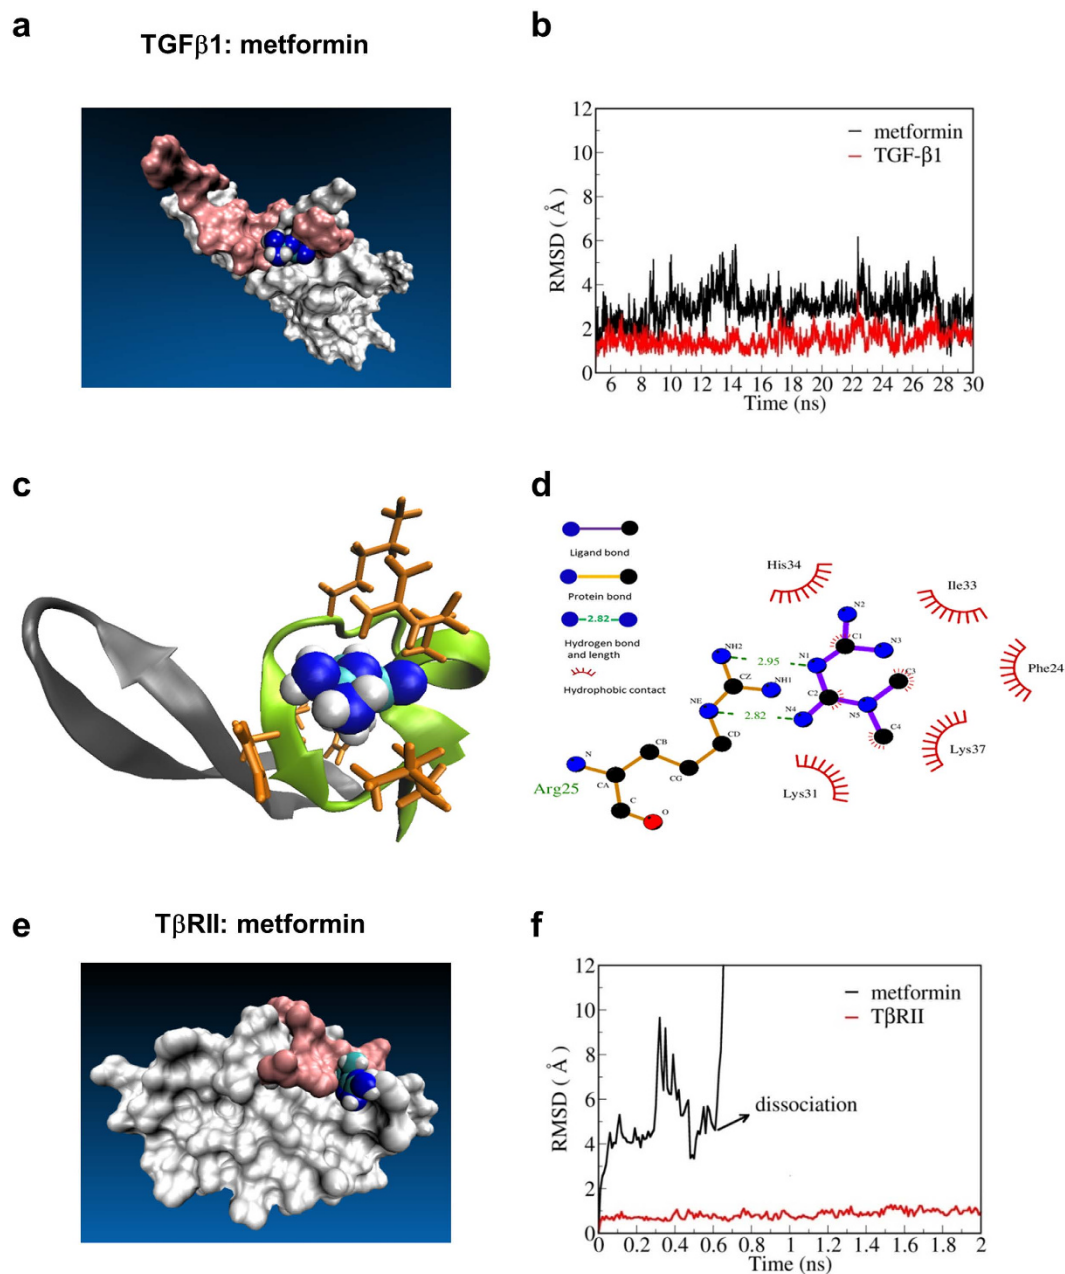 a
TGFβ1: metformin
b
12
10
8
6
4
2
0
RMSD ( Å )
metformin
TGF-β1
6 8 10 12 14 16 18 20 22 24 26 28 30
Time (ns)
c
d
Ligand bond
Protein bond
2.82
Hydrogen bond
and length
Hydrophobic contact
His34
Ile33
Phe24
Lys37
Lys31
N2
C1
N3
N1
C3
C2
N5
N4
C4
NH2
2.95
CZ
NH1
NE
2.82
CD
CB
CG
N
CA
Arg25
C
O
e
TβRII: metformin
f
12
10
8
6
4
2
0
RMSD ( Å )
metformin
TβRII
dissociation
0 0.2 0.4 0.6 0.8 1 1.2 1.4 1.6 1.8 2
Time (ns)